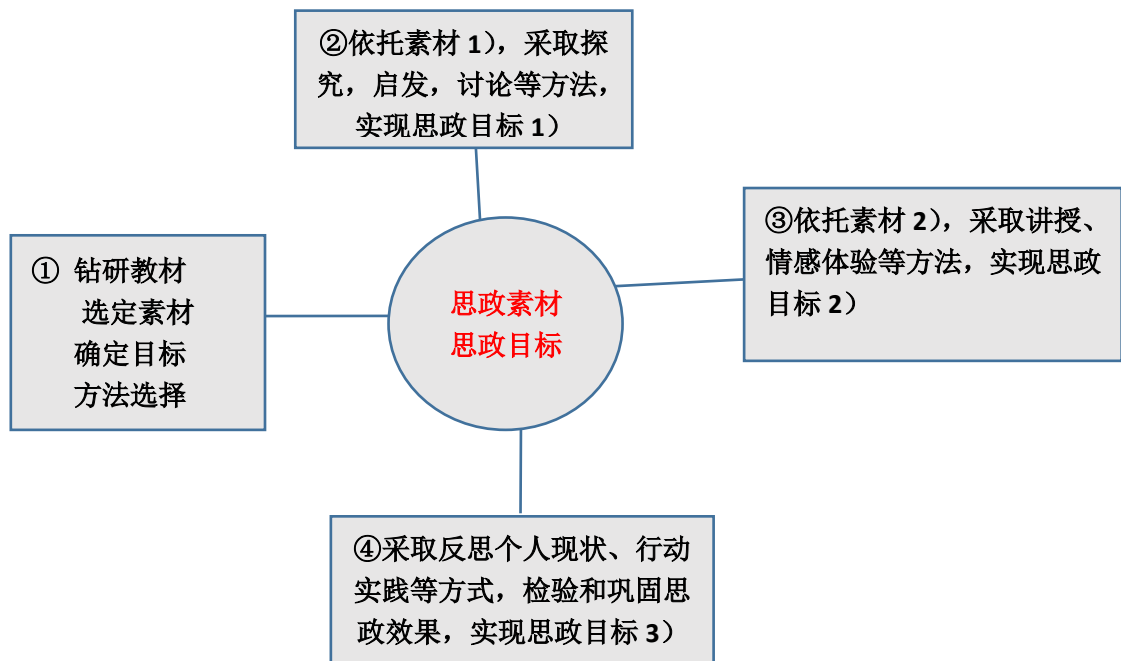 ②依托素材 1），采取探
究，启发，讨论等方法，
实现思政目标 1）
③依托素材 2），采取讲授、
情感体验等方法，实现思政
目标 2）
① 钻研教材
选定素材
确定目标
方法选择
思政素材
思政目标
④采取反思个人现状、行动
实践等方式，检验和巩固思
政效果，实现思政目标 3）